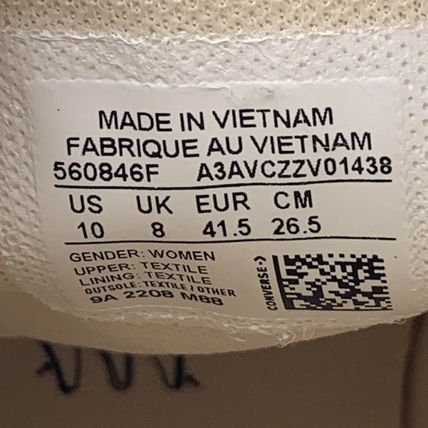 MADE IN VIETNAM
FABRIQUE AU VIETNAM
560846F A3AVCZZV01438
US UK EUR CM
10 8 41.5 26.5
GENDER: WOMEN
UPPER: TEXTILE
LINING: TEXTILE
OUTSOLE: TEXTILE / OTHER
9A 2208 M88
CONVERSE